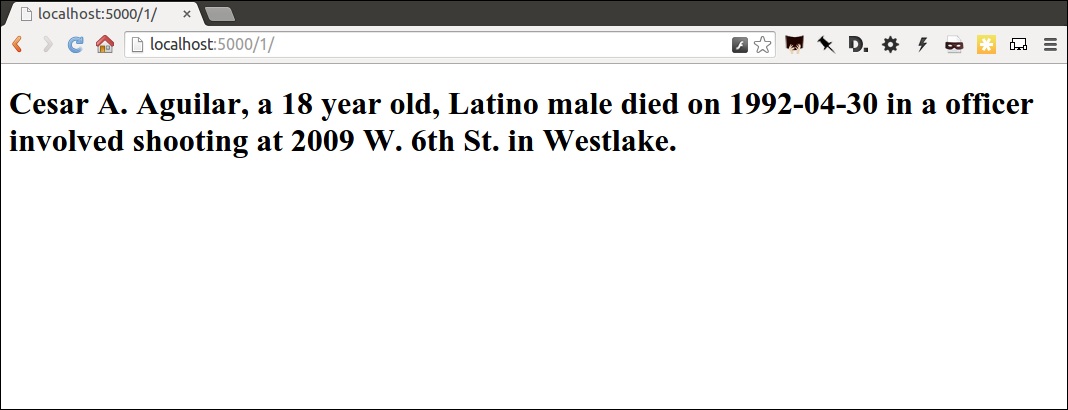 localhost:5000/1/
localhost:5000/1/
D.
Cesar A. Aguilar, a 18 year old, Latino male died on 1992-04-30 in a officer
involved shooting at 2009 W. 6th St. in Westlake.